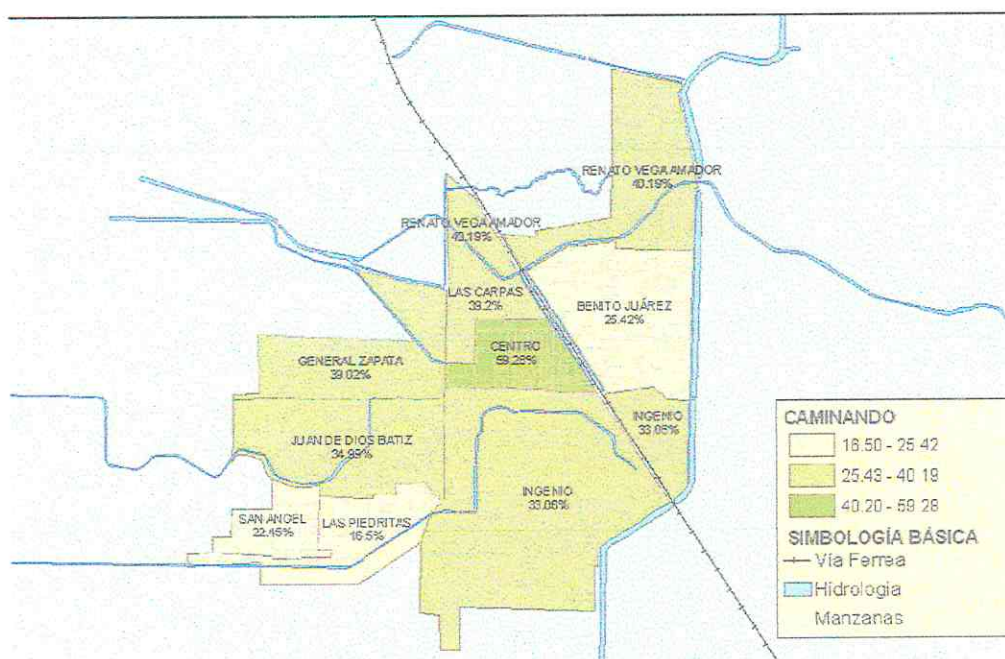 RENATO VEGA AMADOR
40.19%
RENATO VEGA AMADOR
40.19%
LAS CARPAS
39.2%
BENITO JUÁREZ
25.42%
CENTRO
59.28%
GENERAL ZAPATA
39.02%
INGENIO
33.06%
JUAN DE DIOS BATIZ
34.99%
INGENIO
33.06%
SAN ANGEL
22.45%
LAS PIEDRITAS
16.5%
CAMINANDO
16.50 - 25.42
25.43 - 40.19
40.20 - 59.28
SIMBOLOGÍA BÁSICA
Vía Ferrea
Hidrologia
Manzanas